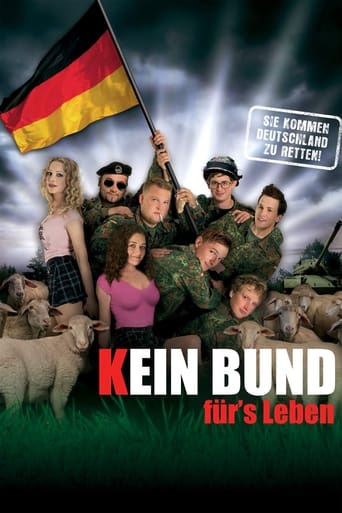 SIE KOMMEN
DEUTSCHLAND
ZU RETTEN!
KEIN BUND
für's Leben